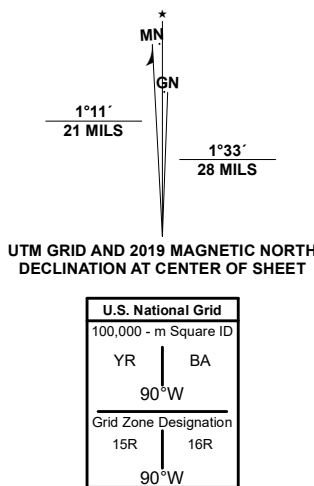 ★
MN
GN
1°11´
21 MILS
1°33´
28 MILS
UTM GRID AND 2019 MAGNETIC NORTH
DECLINATION AT CENTER OF SHEET
U.S. National Grid
100,000 - m Square ID
YR BA
90°W
Grid Zone Designation
15R 16R
90°W